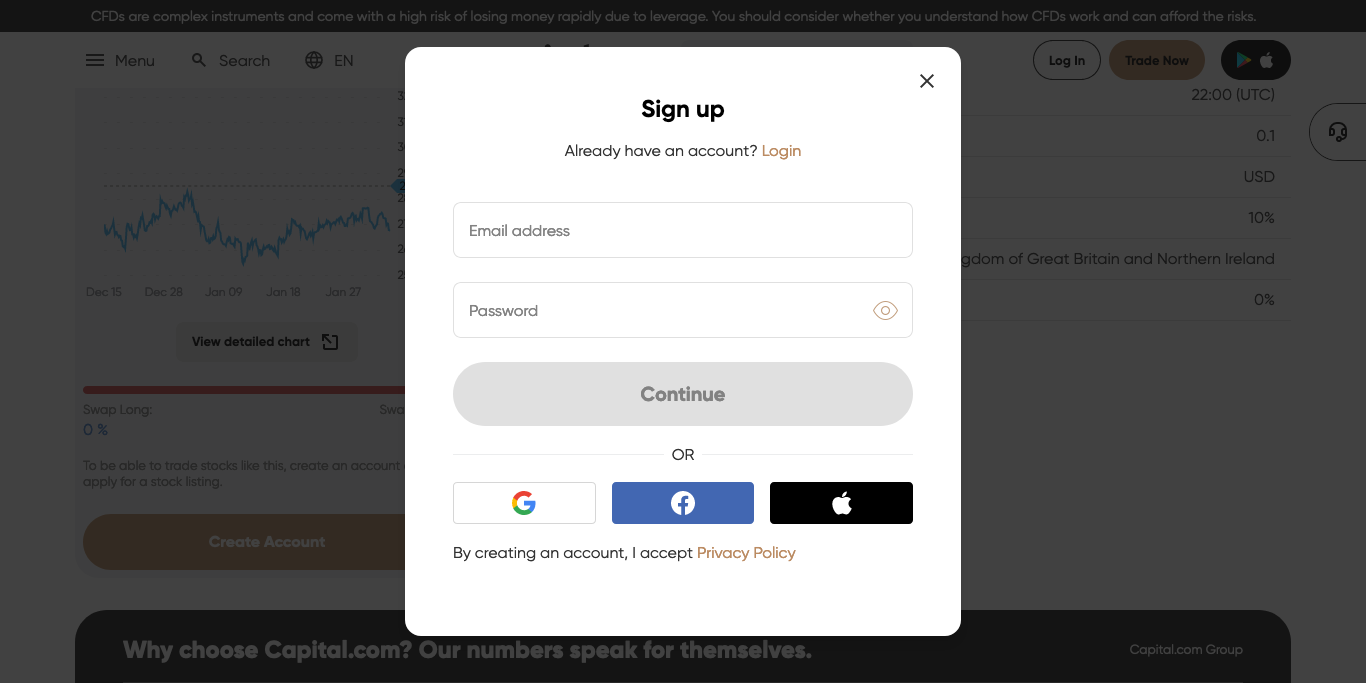 CFDs are complex instruments and come with a high risk of losing money rapidly due to leverage. You should consider whether you understand how CFDs work and can afford the risks.
Menu
Search
EN
Log In
Trade Now
Sign up
Already have an account? Login
Email address
Password
Continue
OR
By creating an account, I accept Privacy Policy
Dec 15
Dec 28
Jan 09
Jan 18
Jan 27
View detailed chart
Swap Long:
0 %
To be able to trade stocks like this, create an account
apply for a stock listing.
Create Account
22:00 (UTC)
0.1
USD
10%
of Great Britain and Northern Ireland
0%
Why choose Capital.com? Our numbers speak for themselves.
Capital.com Group